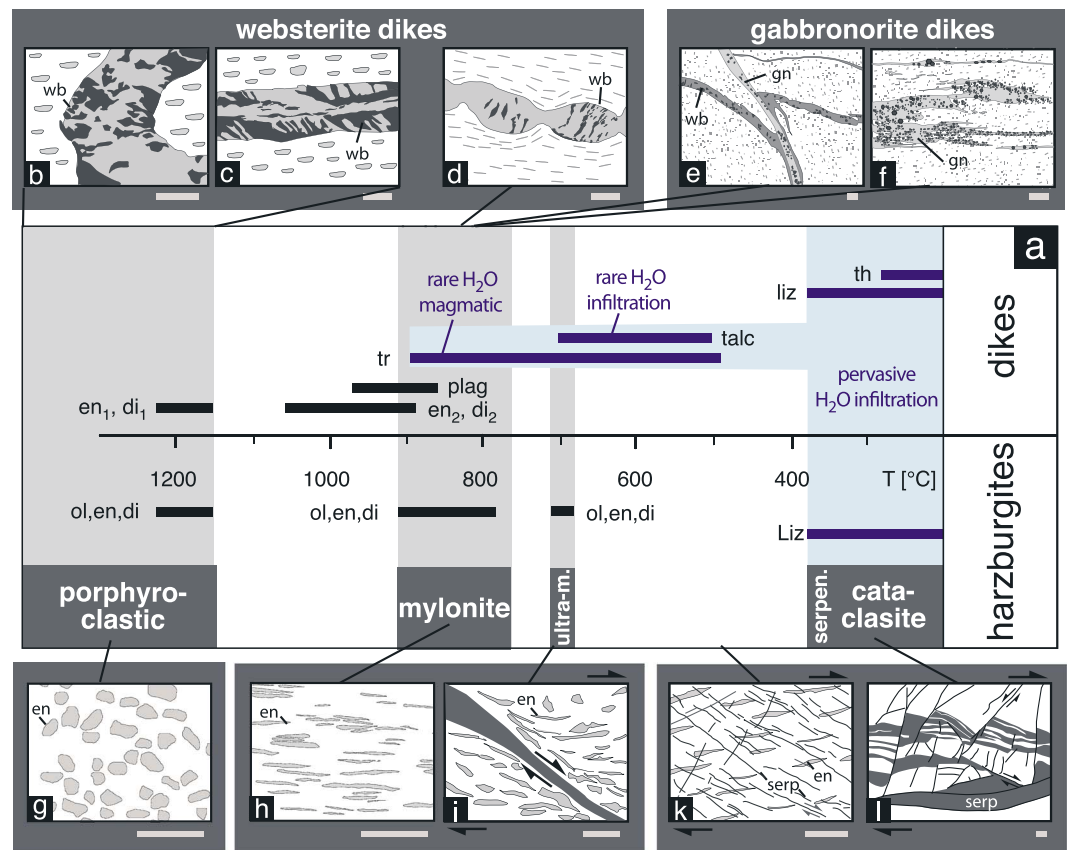 websterite dikes
gabbronorite dikes
wb
b
wb
c
wb
d
gn
wb
e
gn
f
a
rare H₂O
magmatic
rare H₂O
infiltration
th
liz
talc
tr
pervasive
H₂O infiltration
plag
en₁, di₁
en₂, di₂
dikes
1200
1000
800
600
400
T [°C]
ol,en,di
ol,en,di
ol,en,di
Liz
harzburgites
porphyro-
clastic
mylonite
ultra-m.
serpen.
cata-
clasite
en
g
en
h
en
i
en
serp
k
serp
l